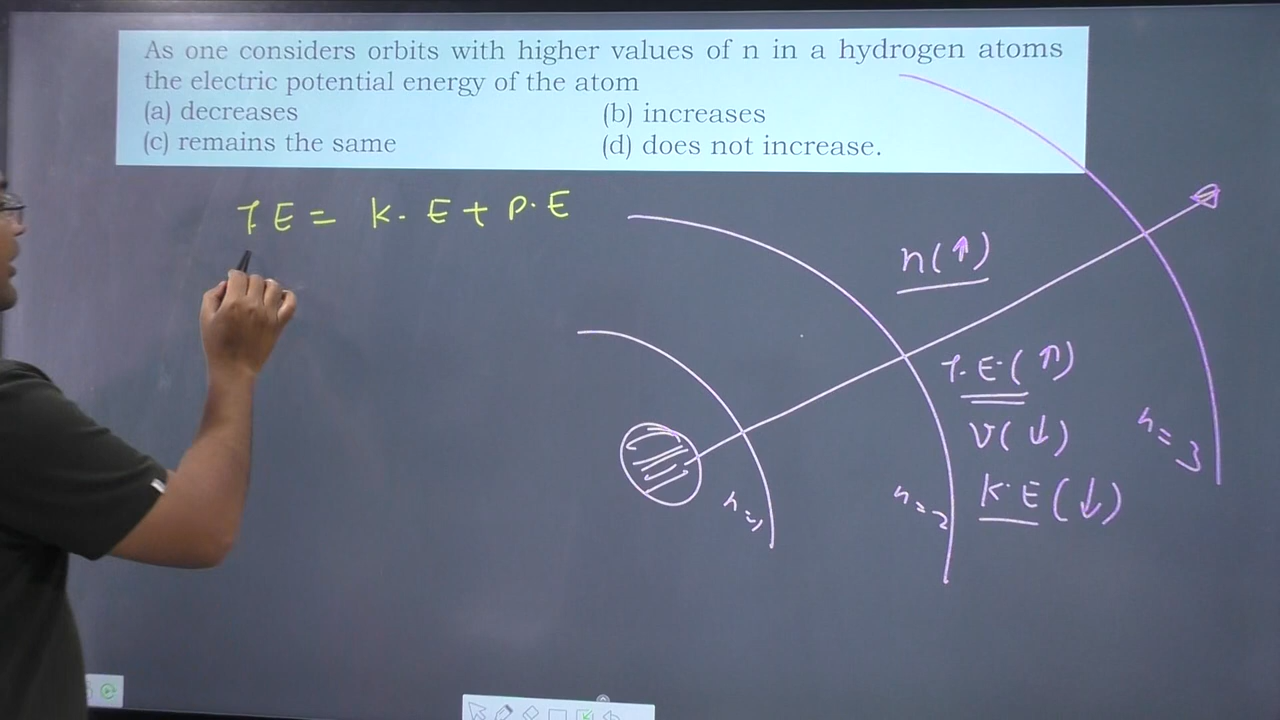 As one considers orbits with higher values of n in a hydrogen atoms
the electric potential energy of the atom
(a) decreases (b) increases
(c) remains the same (d) does not increase.
T.E = K.E + P.E
n(↑)
T.E.(↑)
v(↓)
K.E(↓)
n=1
n=2
n=3